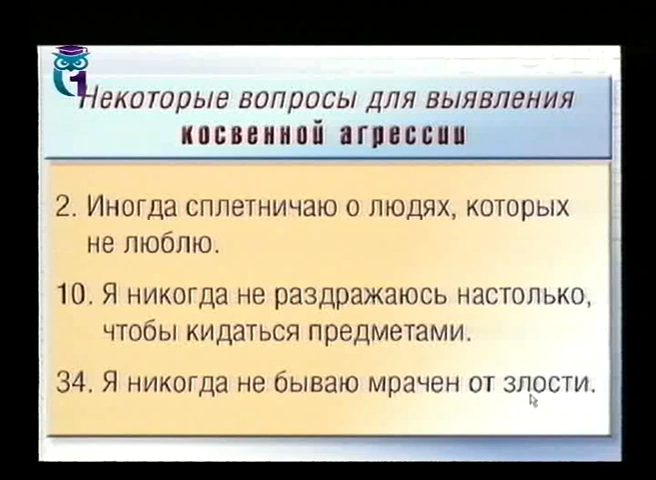 1
Некоторые вопросы для выявления
косвенной агрессии
2. Иногда сплетничаю о людях, которых
не люблю.
10. Я никогда не раздражаюсь настолько,
чтобы кидаться предметами.
34. Я никогда не бываю мрачен от злости.